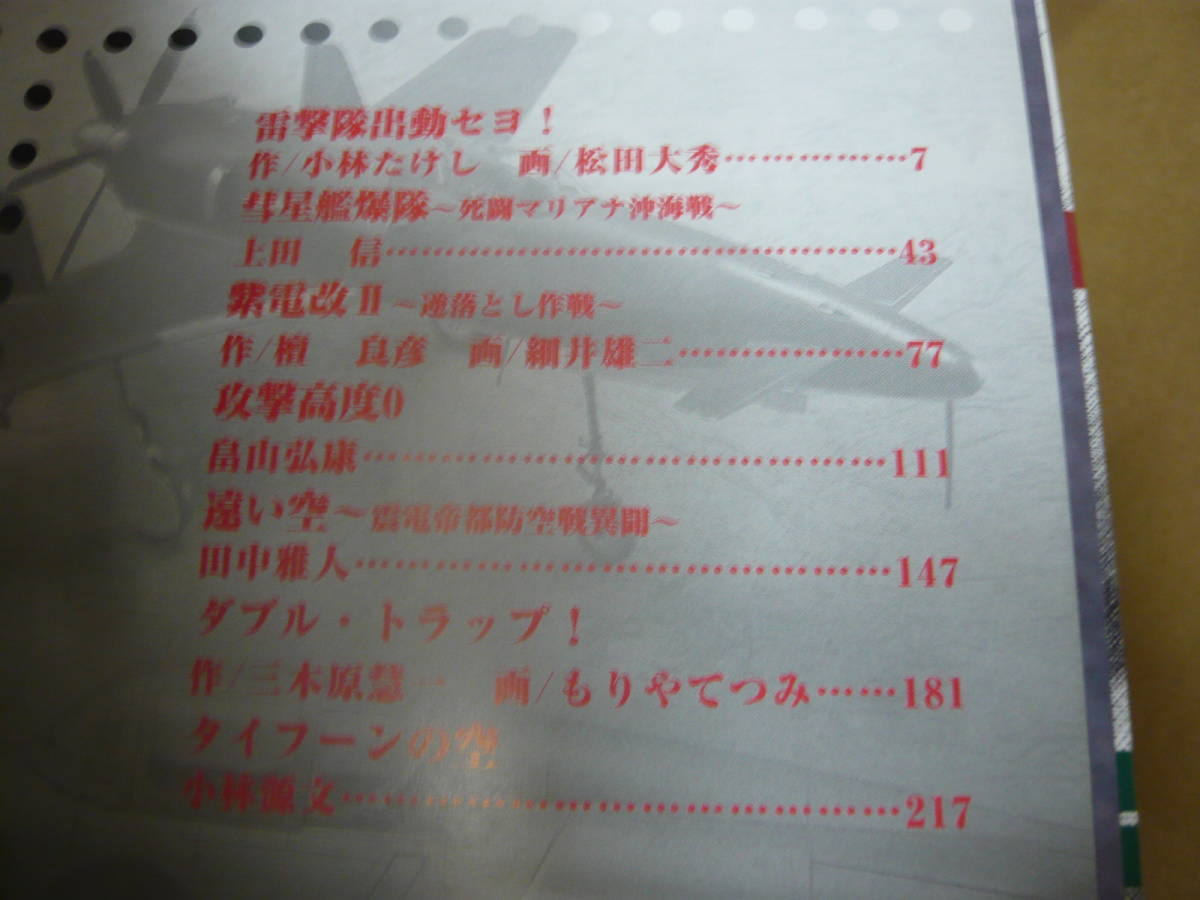 雷撃隊出動セヨ！
作/小林たけし　画/松田大秀……………7
彗星艦爆隊～死闘マリアナ沖海戦～
上田　信………………………………………43
紫電改Ⅱ～逆落とし作戦～
作/檀　良彦　画/細井雄二………………77
攻撃高度0
畠山弘康………………………………………111
遠い空～震電帝都防空戦異聞～
田中雅人………………………………………147
ダブル・トラップ！
作/三木原慧一　画/もりやてつみ……181
タイフーンの空
小林源文………………………………………217